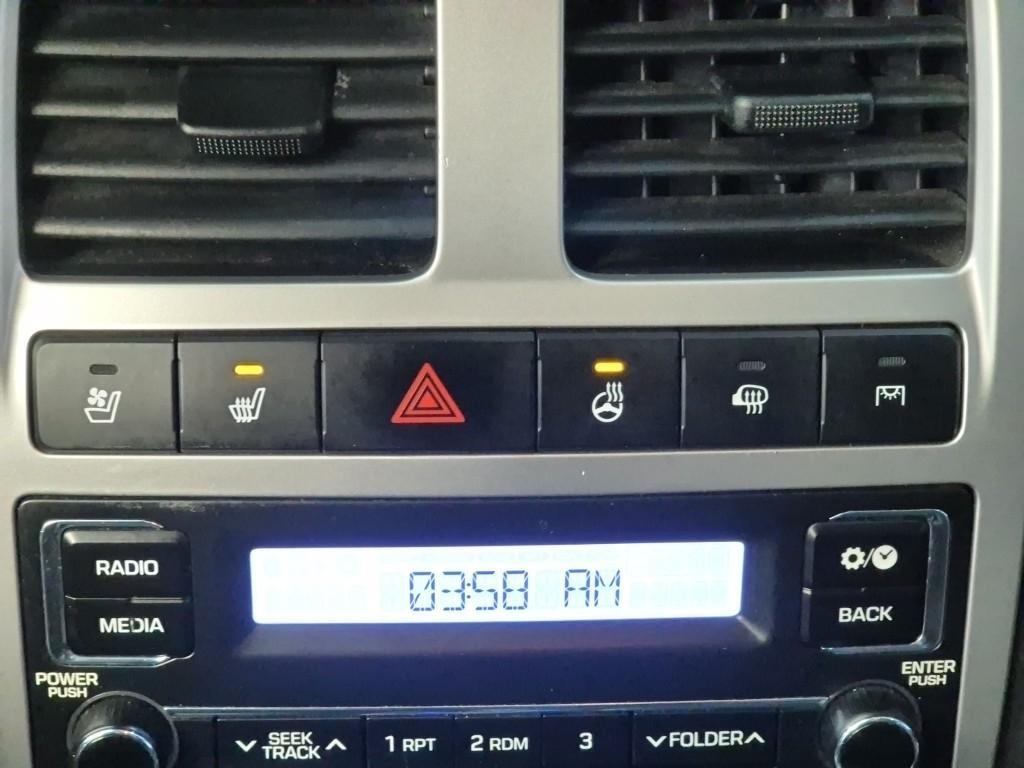 RADIO
MEDIA
03:58 AM
BACK
POWER
PUSH
ENTER
PUSH
SEEK
TRACK
1 RPT
2 RDM
3
FOLDER